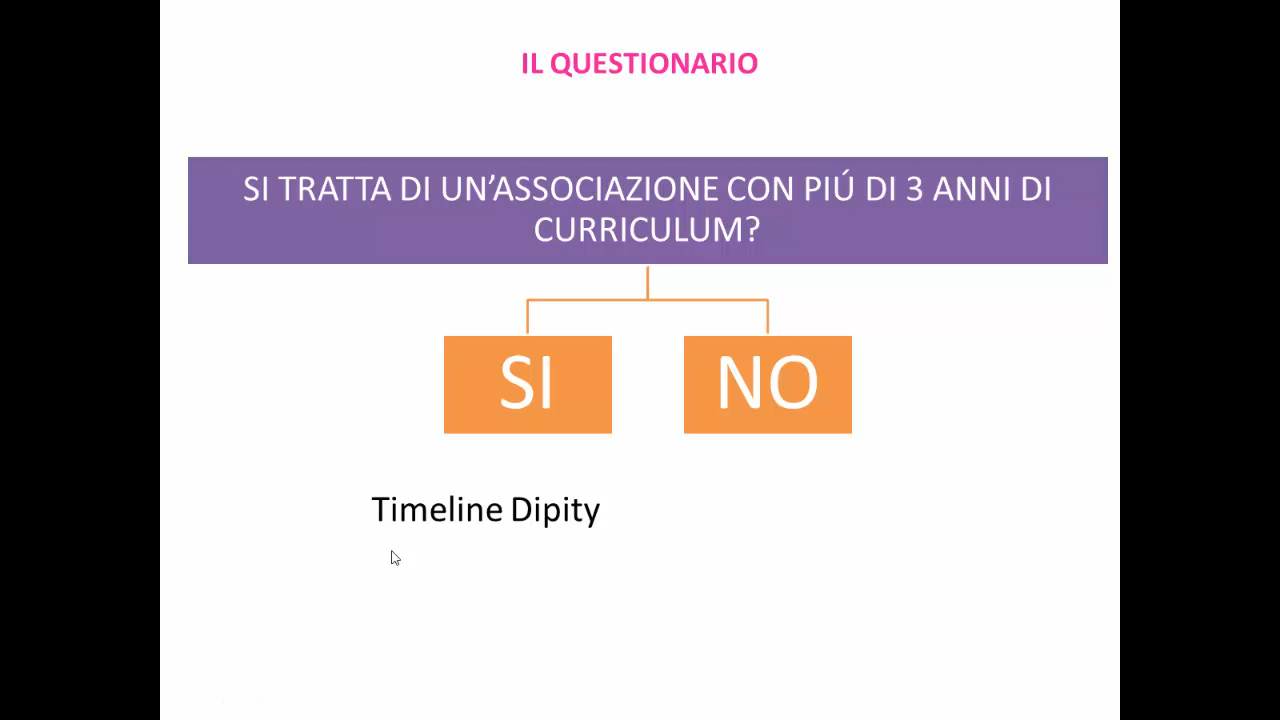 IL QUESTIONARIO
SI TRATTA DI UN’ASSOCIAZIONE CON PIÚ DI 3 ANNI DI
CURRICULUM?
SI
NO
Timeline Dipity